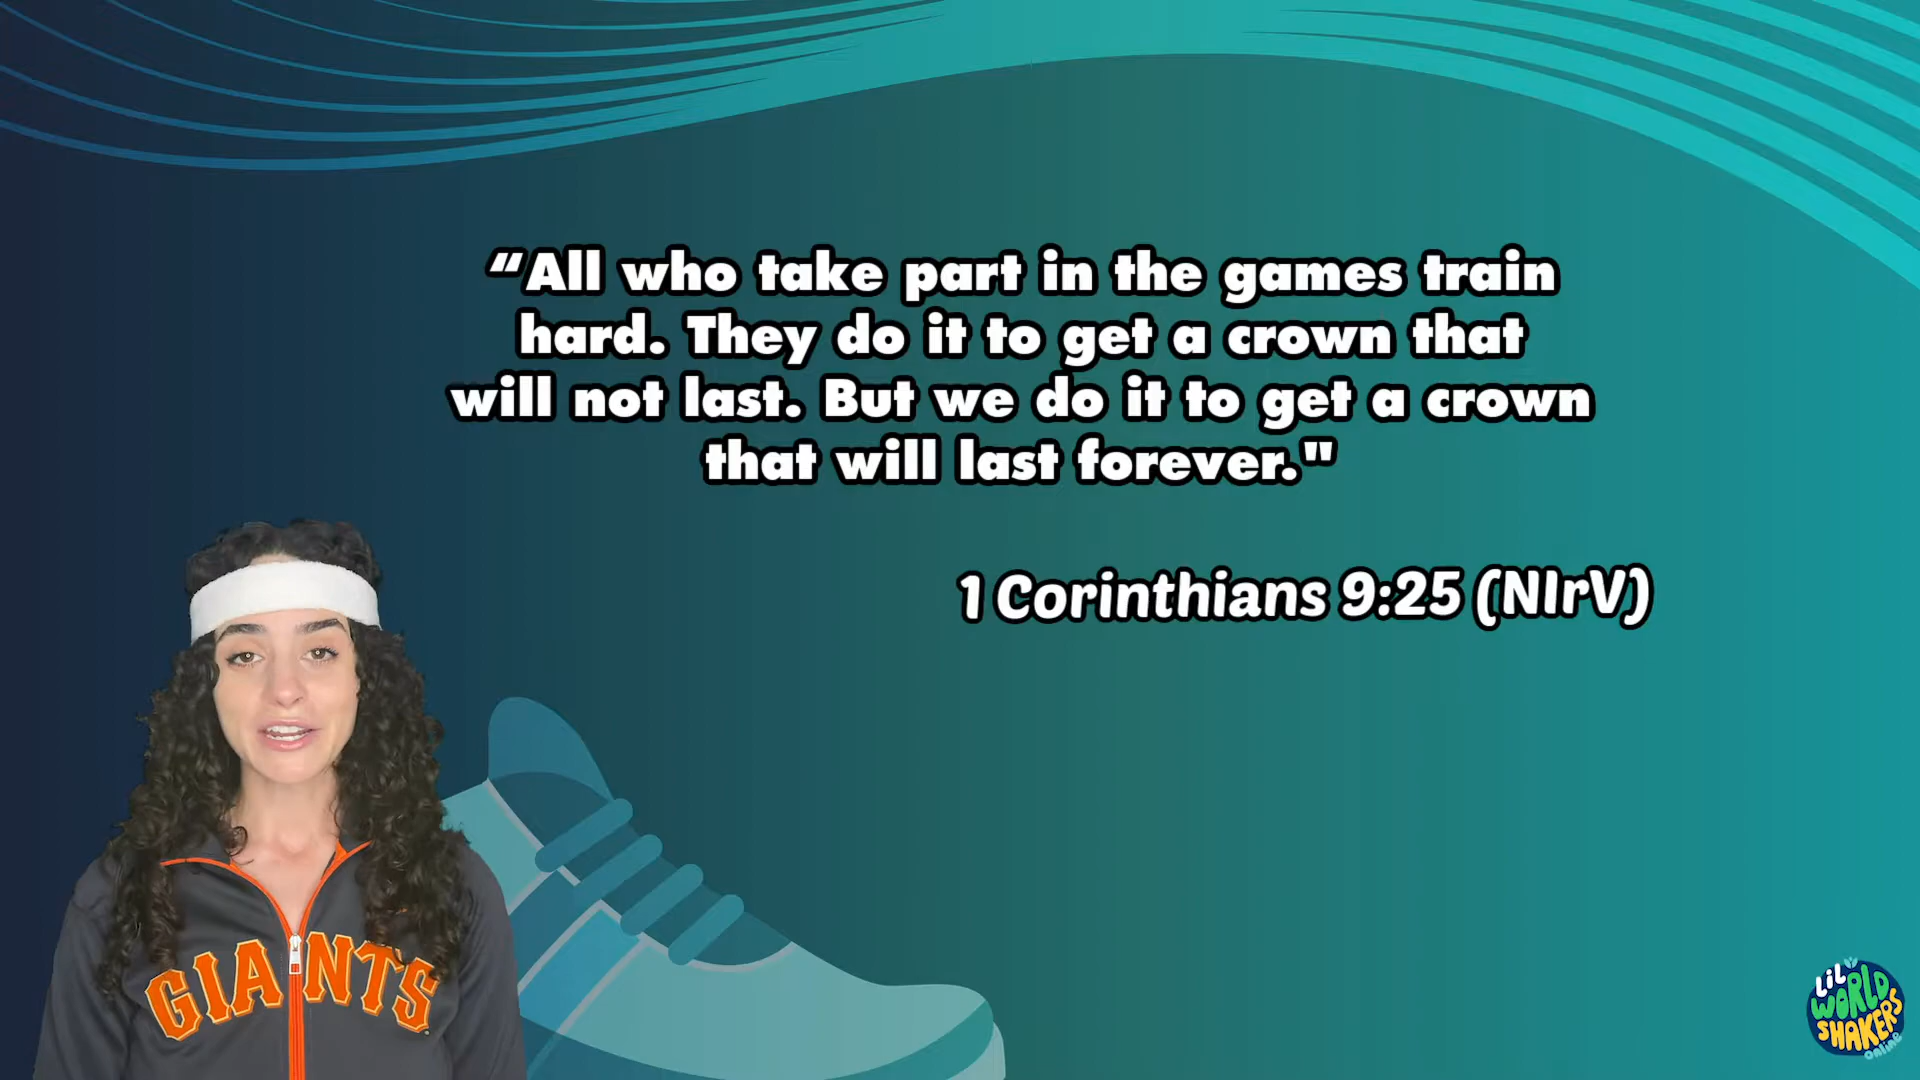 “All who take part in the games train
hard. They do it to get a crown that
will not last. But we do it to get a crown
that will last forever."
1 Corinthians 9:25 (NIrV)
GIANTS
LiL
WORLD
SHAKERS
online